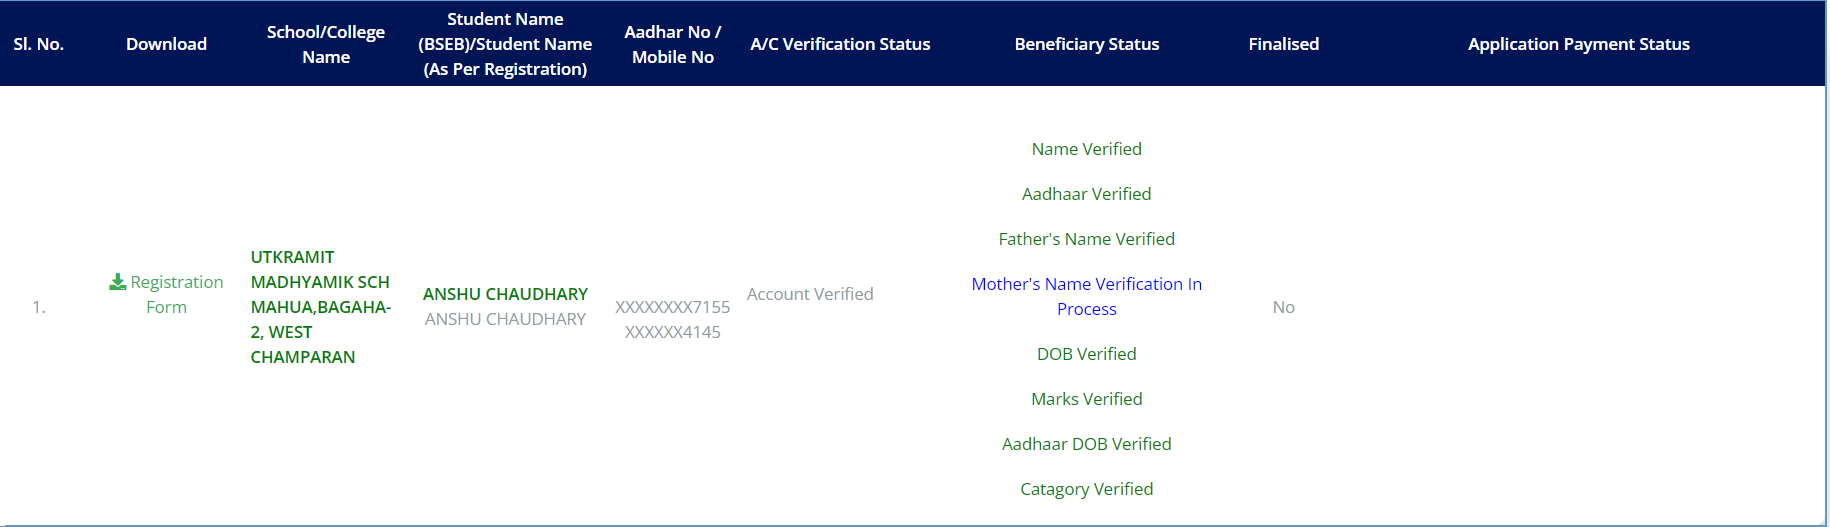 Sl. No.
Download
School/College
Name
Student Name
(BSEB)/Student Name
(As Per Registration)
Aadhar No /
Mobile No
A/C Verification Status
Beneficiary Status
Finalised
Application Payment Status
1.
Registration
Form
UTKRAMIT
MADHYAMIK SCH
MAHUA,BAGAHA-
2, WEST
CHAMPARAN
ANSHU CHAUDHARY
ANSHU CHAUDHARY
XXXXXXXX7155
XXXXXX4145
Account Verified
Name Verified
Aadhaar Verified
Father's Name Verified
Mother's Name Verification In
Process
DOB Verified
Marks Verified
Aadhaar DOB Verified
Catagory Verified
No